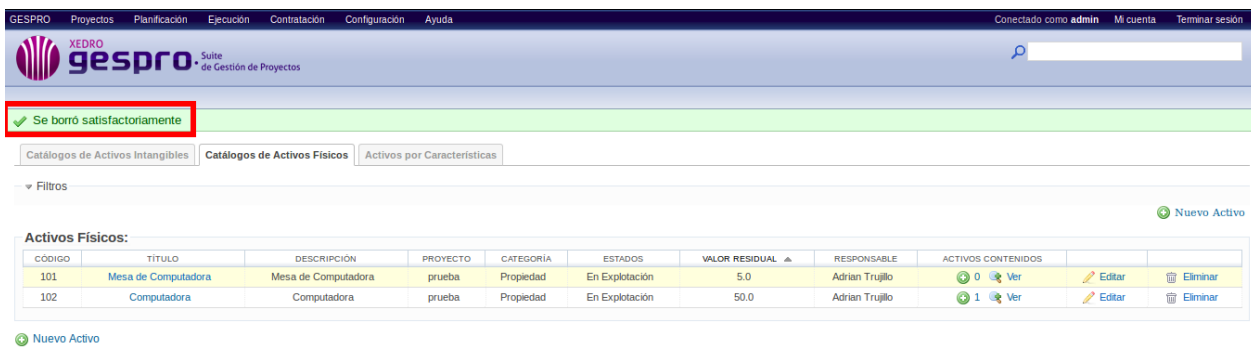 GESPRO Proyectos Planificación Ejecución Contratación Configuración Ayuda Conectado como admin Mi cuenta Terminar sesión
XEDRO
gespro. Suite
de Gestión de Proyectos
Se borró satisfactoriamente
Catálogos de Activos Intangibles Catálogos de Activos Físicos Activos por Características
Filtros
Nuevo Activo
Activos Físicos:
CÓDIGO TÍTULO DESCRIPCIÓN PROYECTO CATEGORÍA ESTADOS VALOR RESIDUAL RESPONSABLE ACTIVOS CONTENIDOS
101 Mesa de Computadora Mesa de Computadora prueba Propiedad En Explotación 5.0 Adrian Trujillo 0 Ver Editar Eliminar
102 Computadora Computadora prueba Propiedad En Explotación 50.0 Adrian Trujillo 1 Ver Editar Eliminar
Nuevo Activo